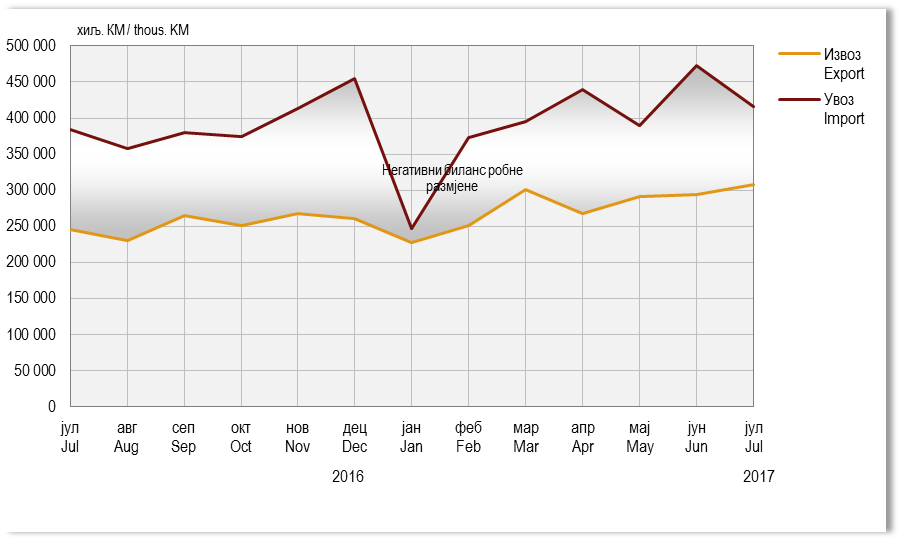 хиљ. КМ / thous. KM
500 000
450 000
400 000
350 000
300 000
250 000
200 000
150 000
100 000
50 000
0
Негативни биланс робне
размјене
јул авг сеп окт нов дец јан феб мар апр мај јун јул
Jul Aug Sep Oct Nov Dec Jan Feb Mar Apr May Jun Jul
2016 2017
Извоз
Export
Увоз
Import